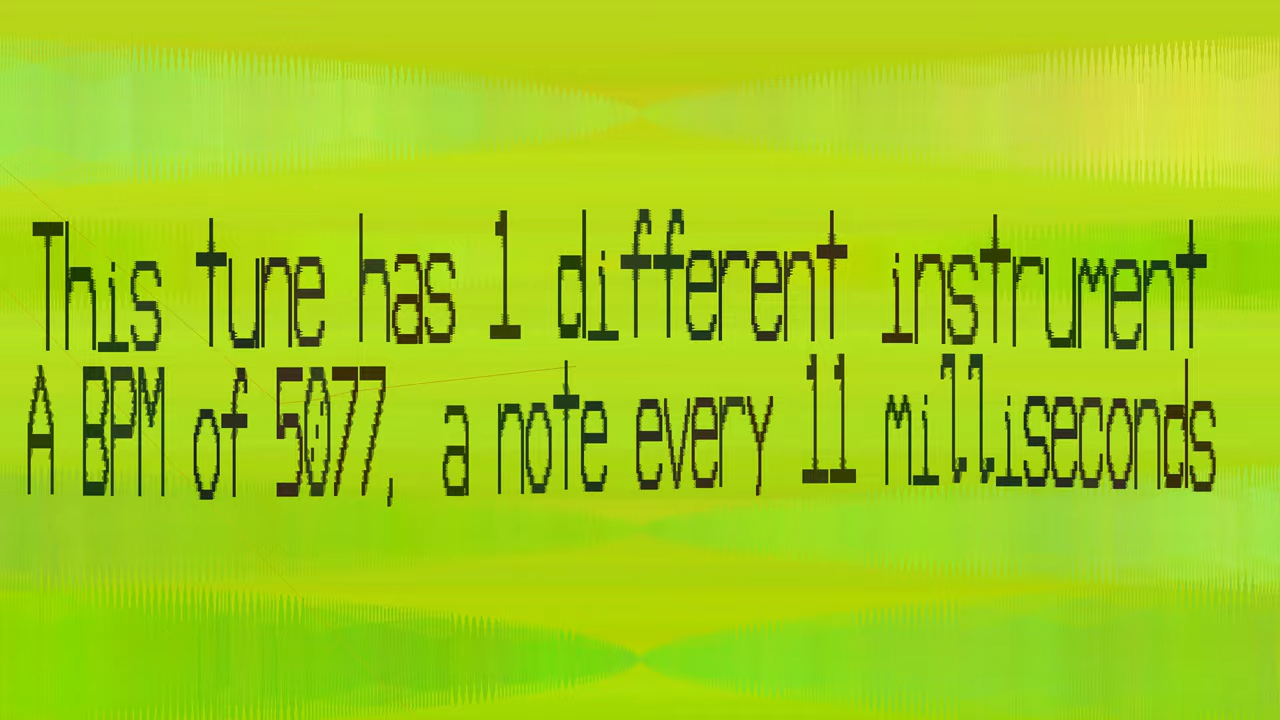 This tune has 1 different instrument
A BPM of 5077, a note every 11 milliseconds